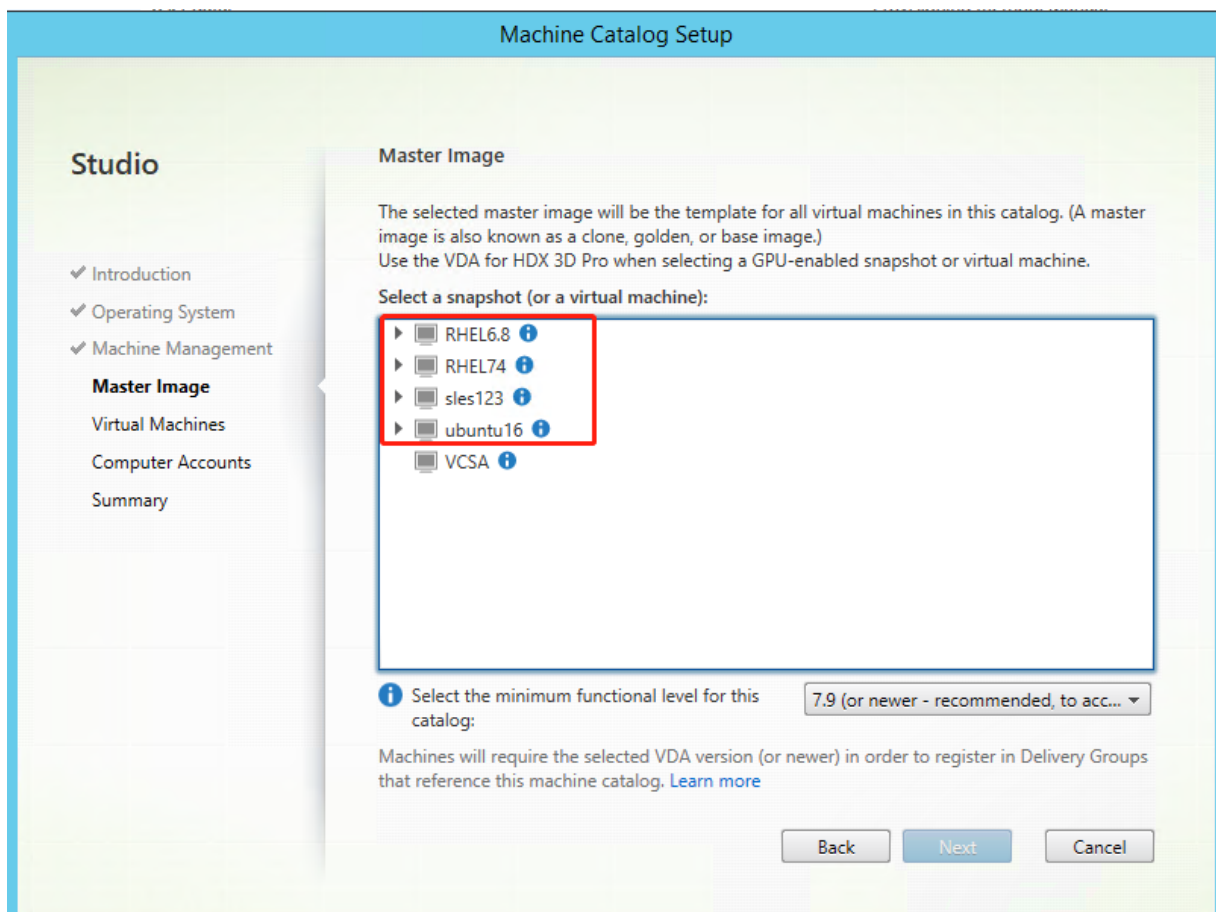 Machine Catalog Setup
Studio
Introduction
Operating System
Machine Management
Master Image
Virtual Machines
Computer Accounts
Summary
Master Image
The selected master image will be the template for all virtual machines in this catalog. (A master
image is also known as a clone, golden, or base image.)
Use the VDA for HDX 3D Pro when selecting a GPU-enabled snapshot or virtual machine.
Select a snapshot (or a virtual machine):
RHEL6.8
RHEL74
sles123
ubuntu16
VCSA
Select the minimum functional level for this
catalog:
7.9 (or newer - recommended, to acc...
Machines will require the selected VDA version (or newer) in order to register in Delivery Groups
that reference this machine catalog. Learn more
Back
Next
Cancel